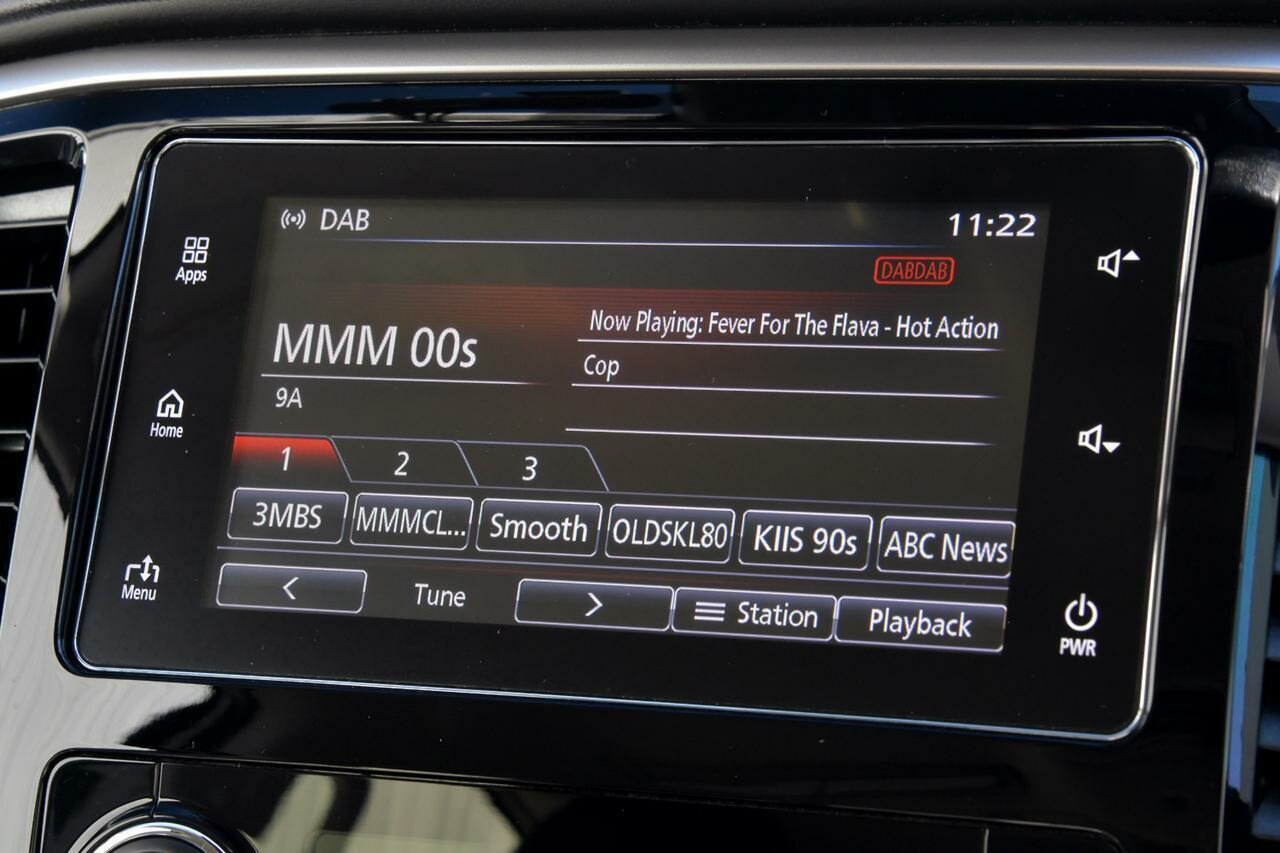 DAB
11:22
Apps
DABDAB
MMM 00s
Now Playing: Fever For The Flava - Hot Action
Cop
9A
Home
1 2 3
3MBS MMMCL... Smooth OLDSKL80 KIIS 90s ABC News
Menu
< Tune > Station Playback
PWR